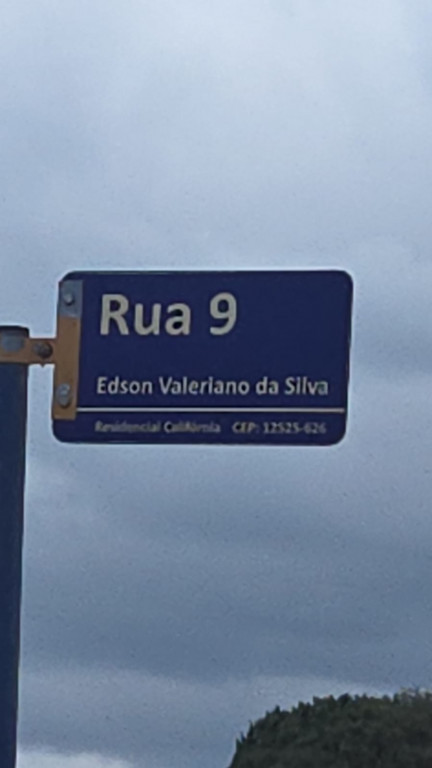 Rua 9
Edson Valeriano da Silva
Residencial Califórnia CEP: 12525-626